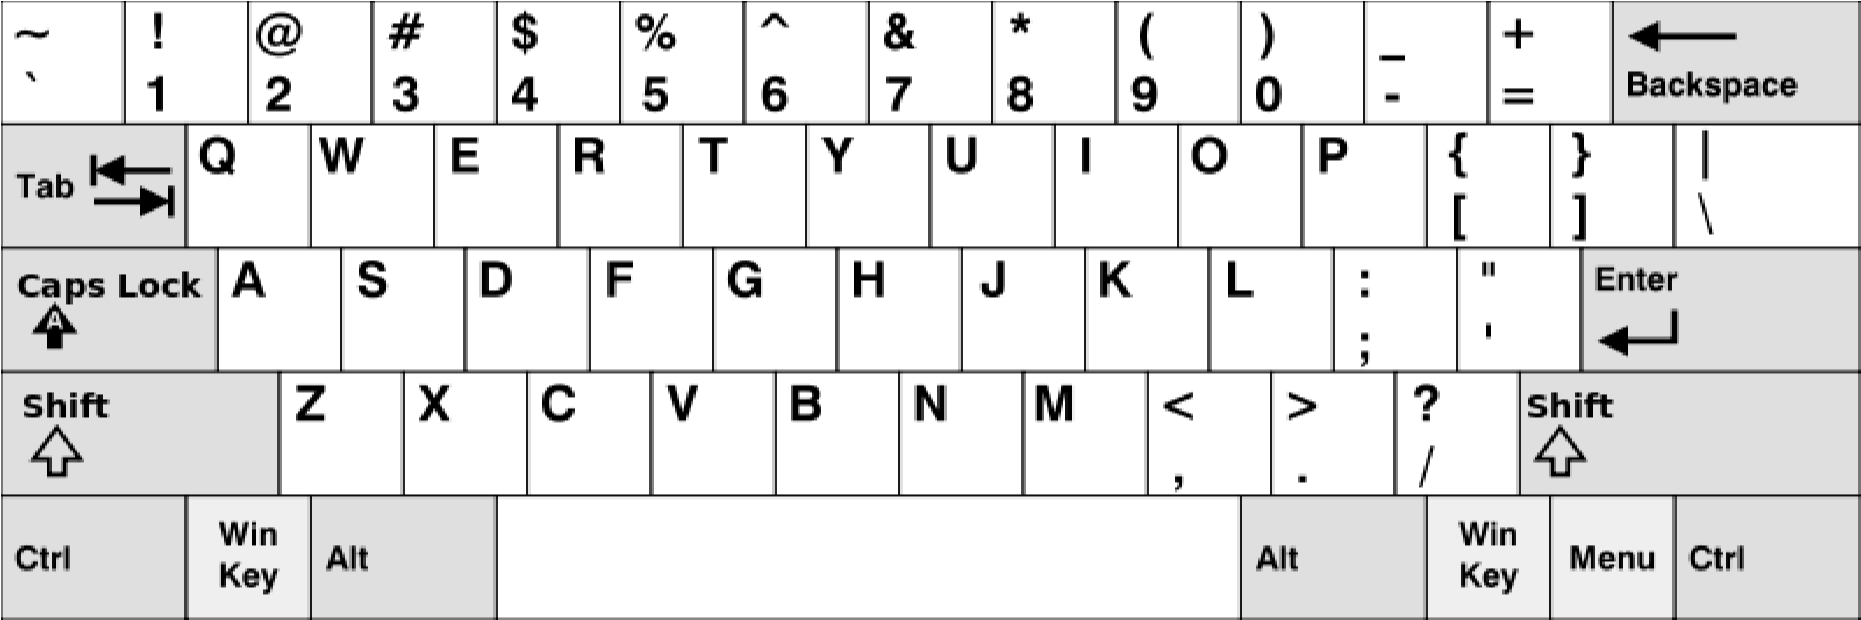 ~ ! @ # $ % ^ & * ( ) _ +
` 1 2 3 4 5 6 7 8 9 0 - = Backspace
Tab Q W E R T Y U I O P { } |
[ ] \
Caps Lock A S D F G H J K L : " Enter
A ; '
Shift Z X C V B N M < > ? Shift
, . /
Ctrl Win Key Alt Alt Win Key Menu Ctrl